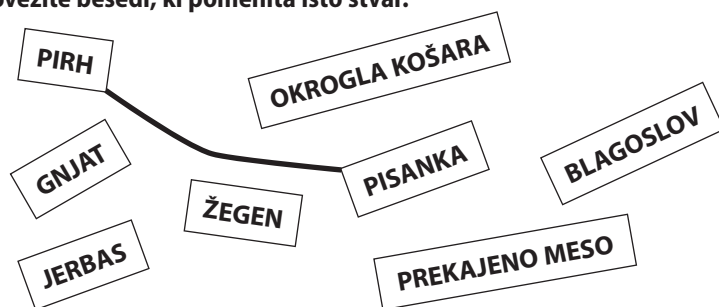 ovežite besedi, ki pomenita isto stvar.
PIRH
OKROGLA KOŠARA
BLAGOSLOV
GNJAT
PISANKA
ŽEGEN
JERBAS
PREKAJENO MESO